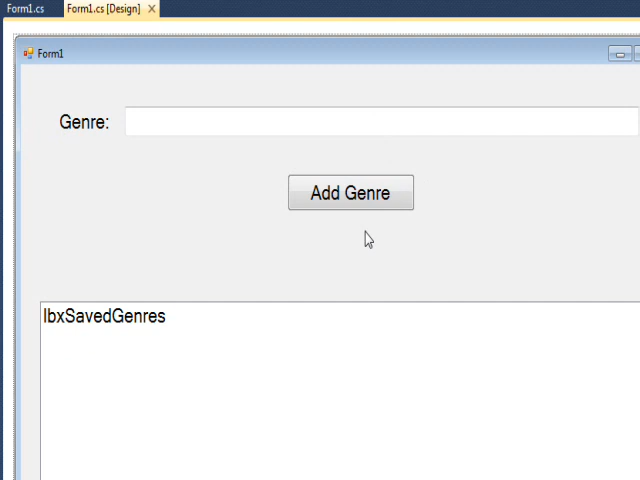 Form1.cs Form1.cs [Design]
Form1
Genre:
Add Genre
lbxSavedGenres